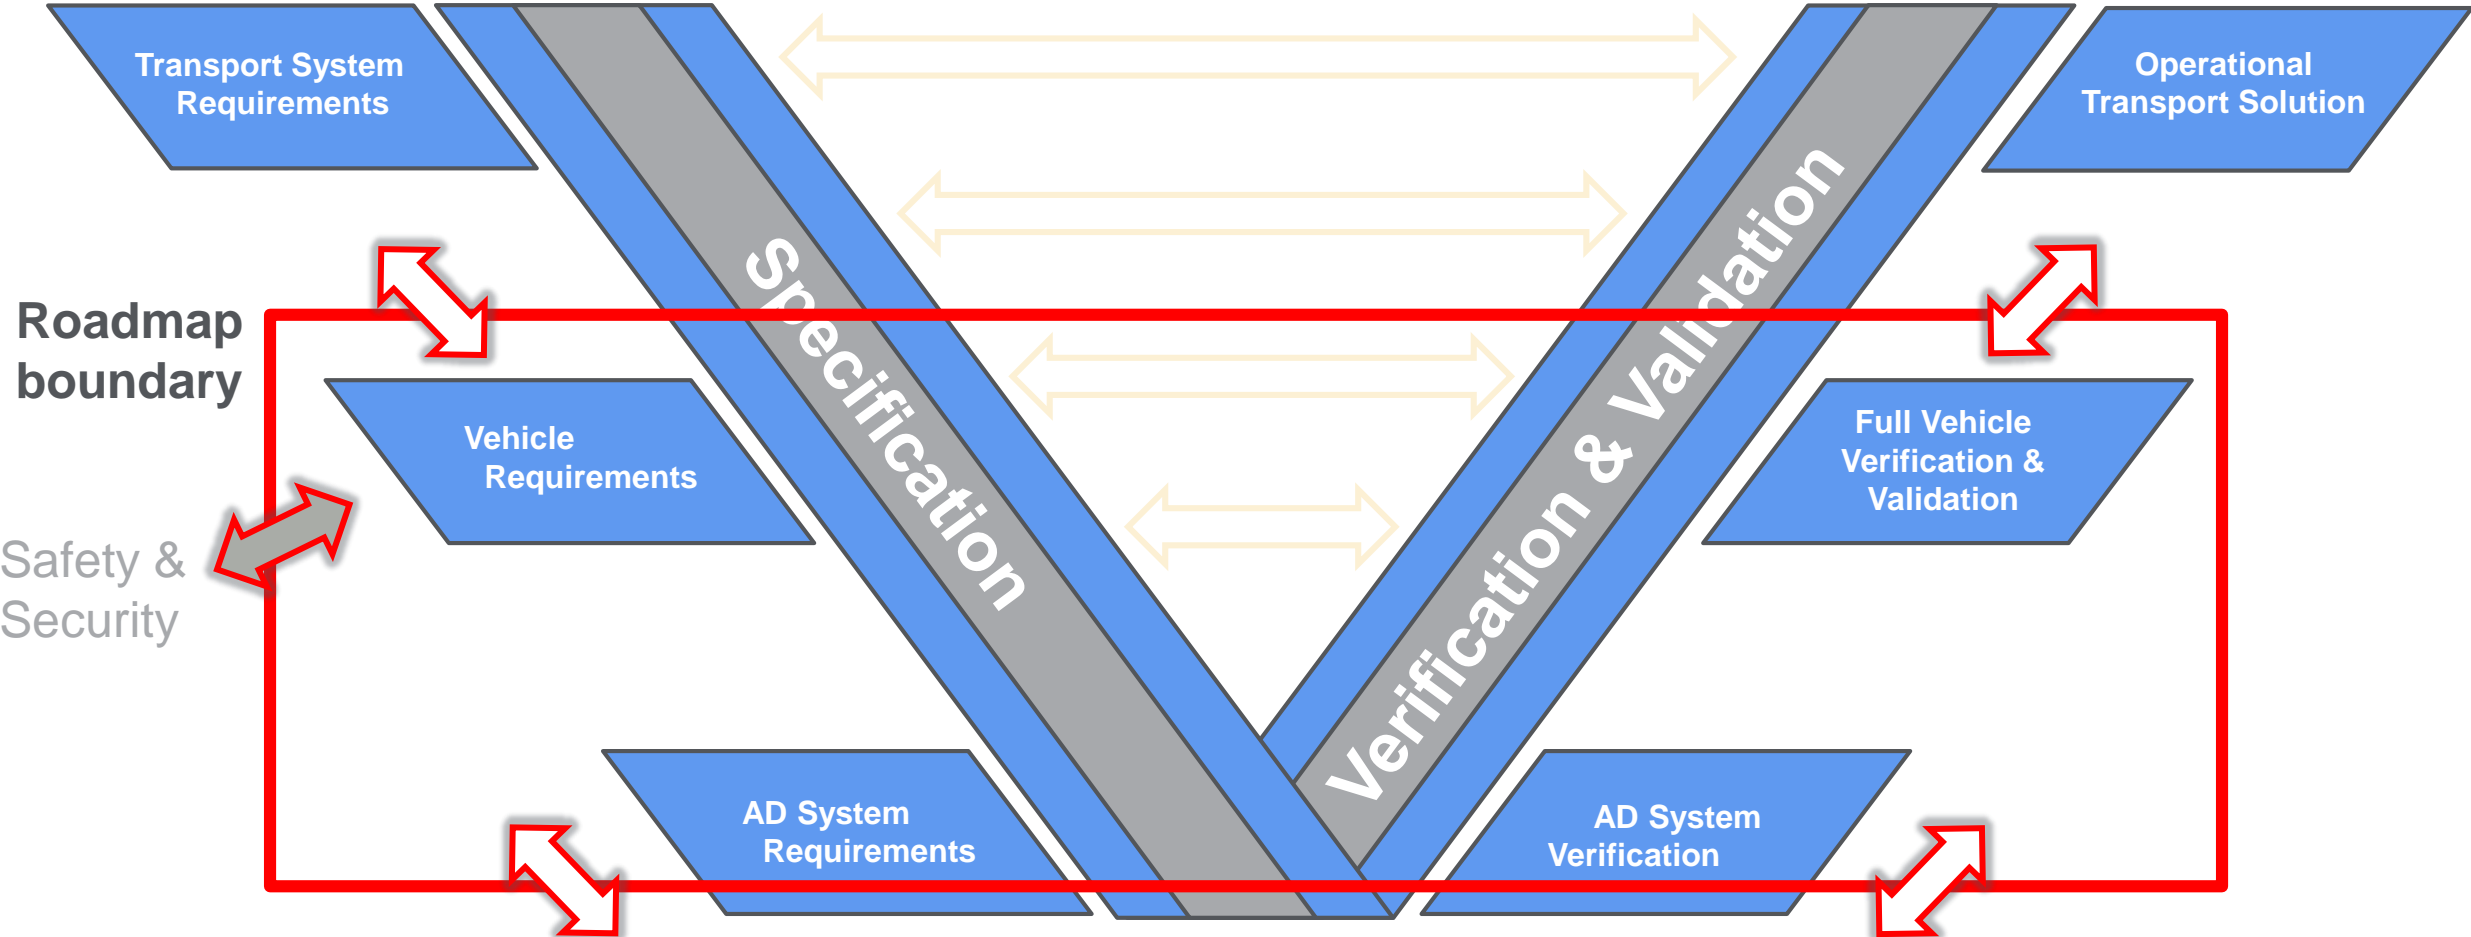 Transport System
Requirements
Operational
Transport Solution
Specification
Verification & Validation
Roadmap
boundary
Vehicle
Requirements
Full Vehicle
Verification &
Validation
Safety &
Security
AD System
Requirements
AD System
Verification